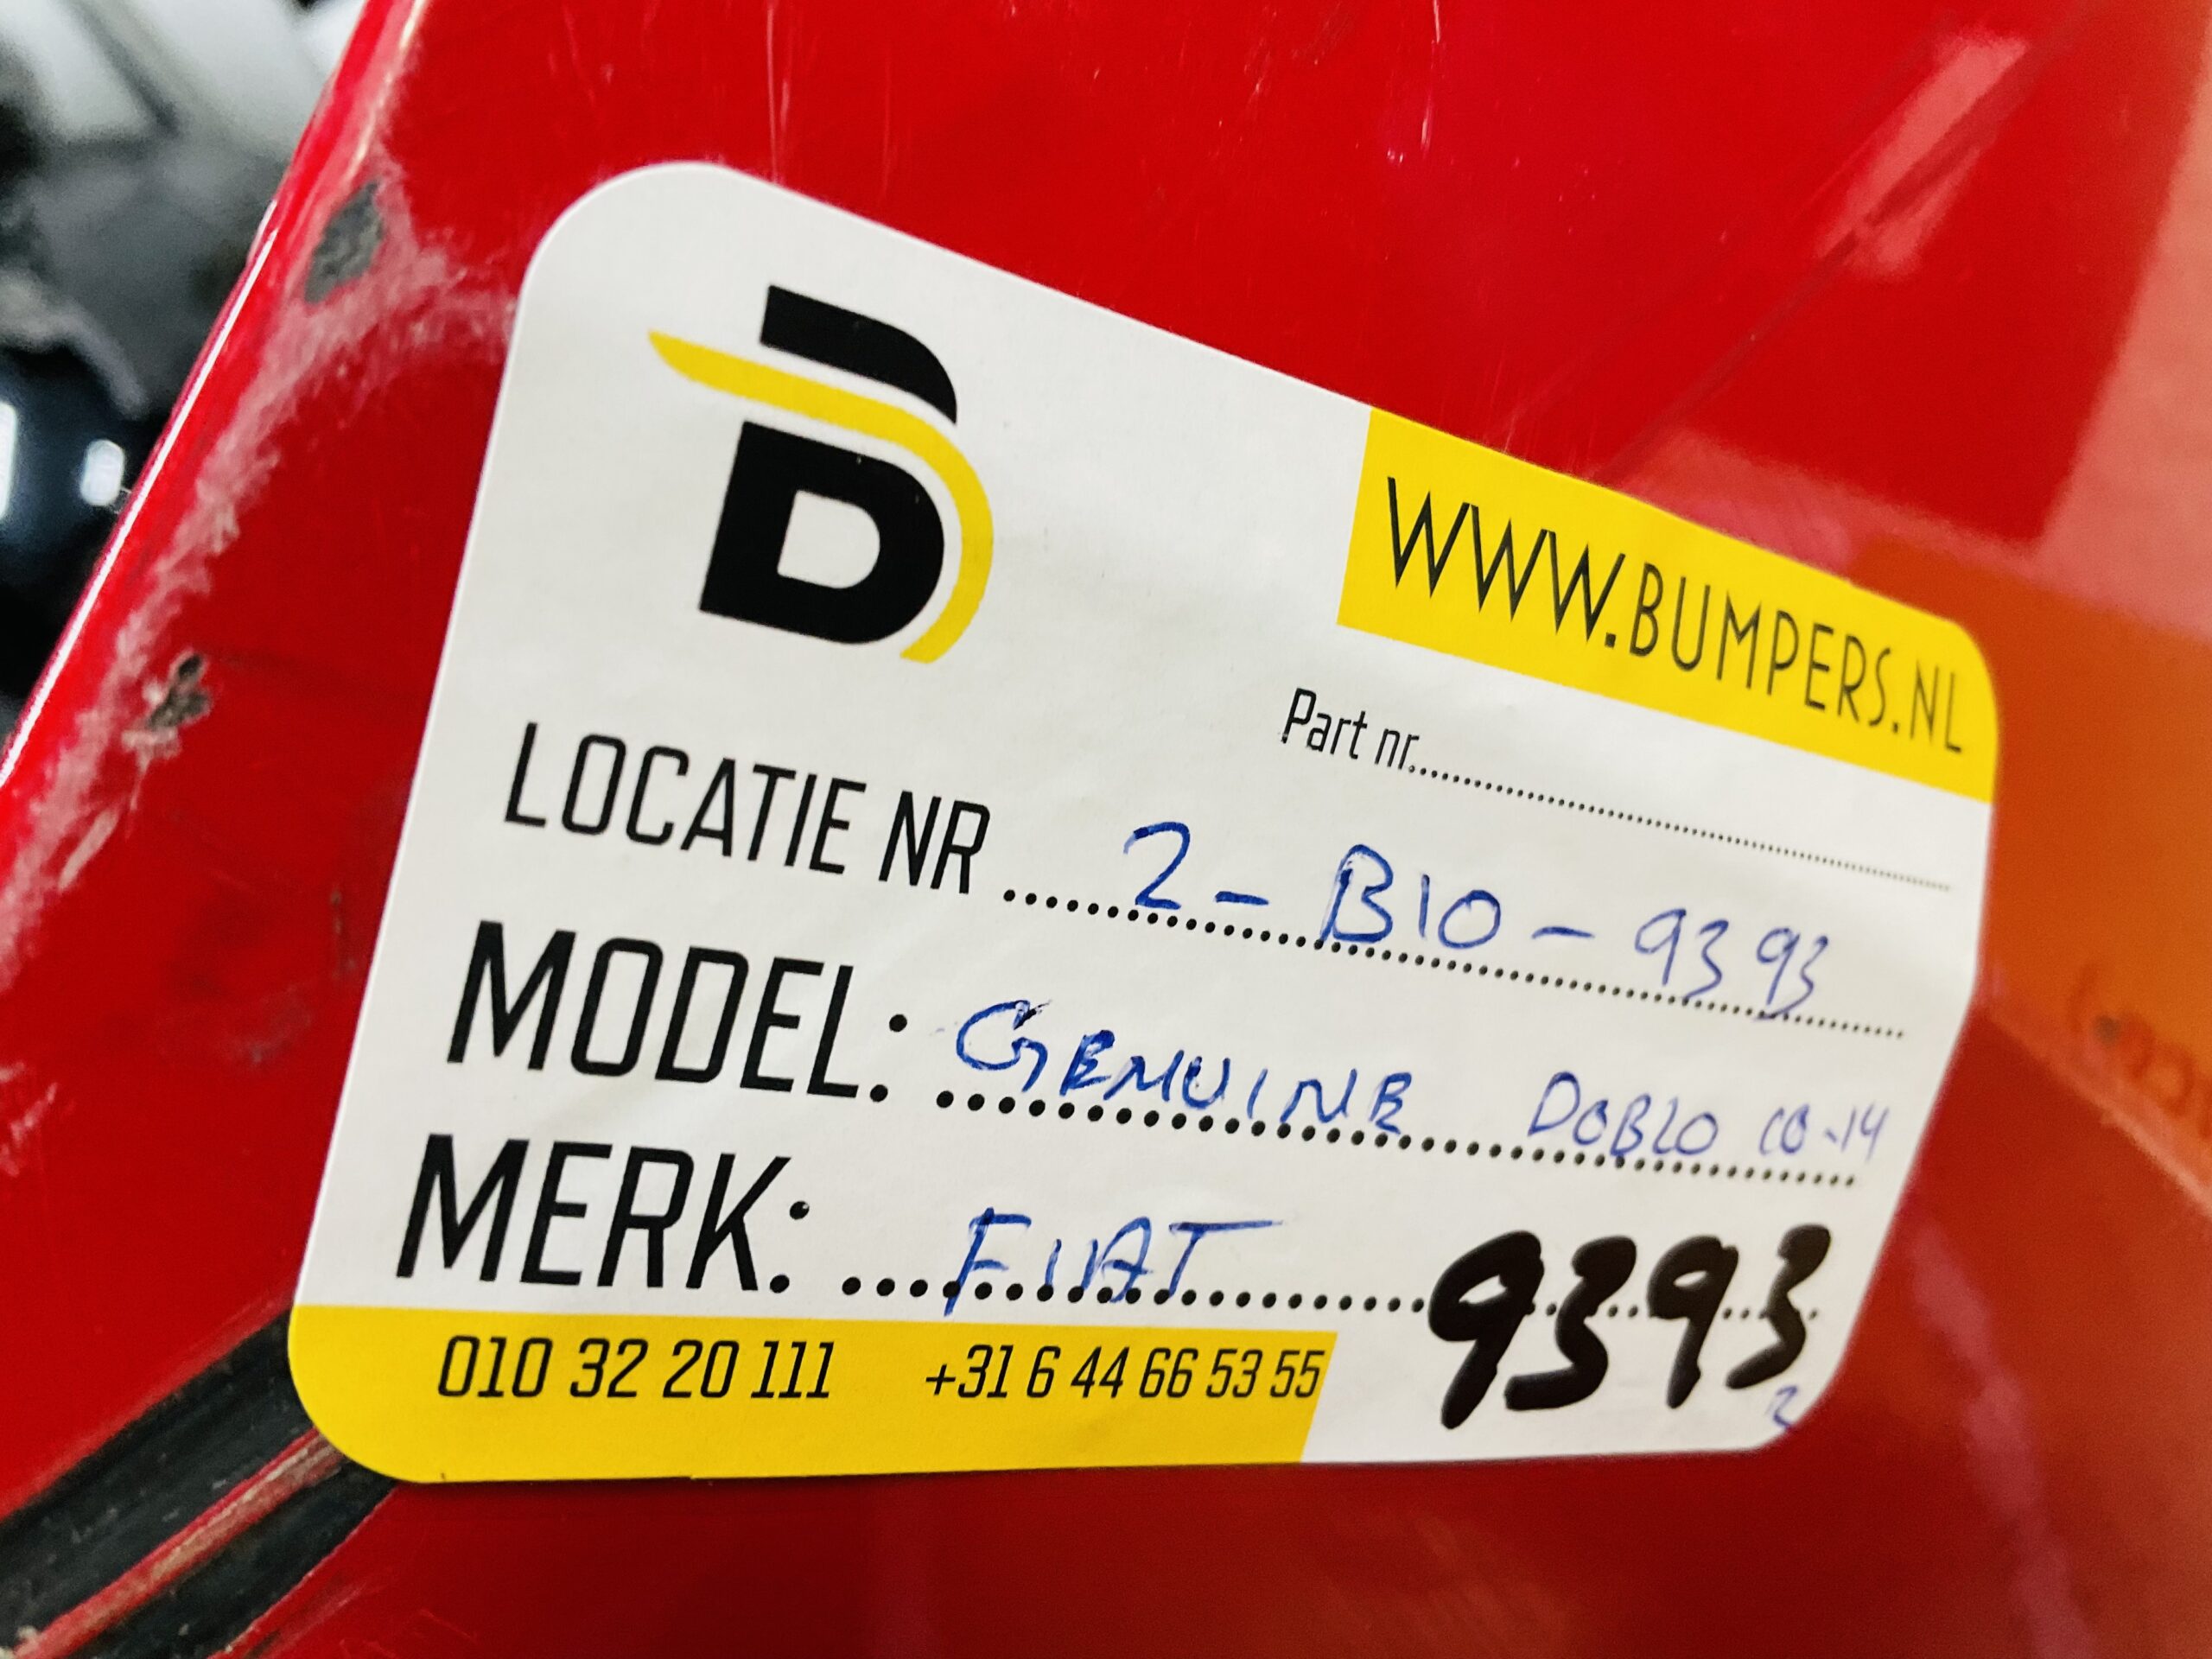 B
WWW.BUMPERS.NL
Part nr.........................
LOCATIE NR .... 2 - B10 - 9393
MODEL: GENUINE DOBLO 10-14
MERK: FIAT
9393
2
010 32 20 111 +31 6 44 66 53 55